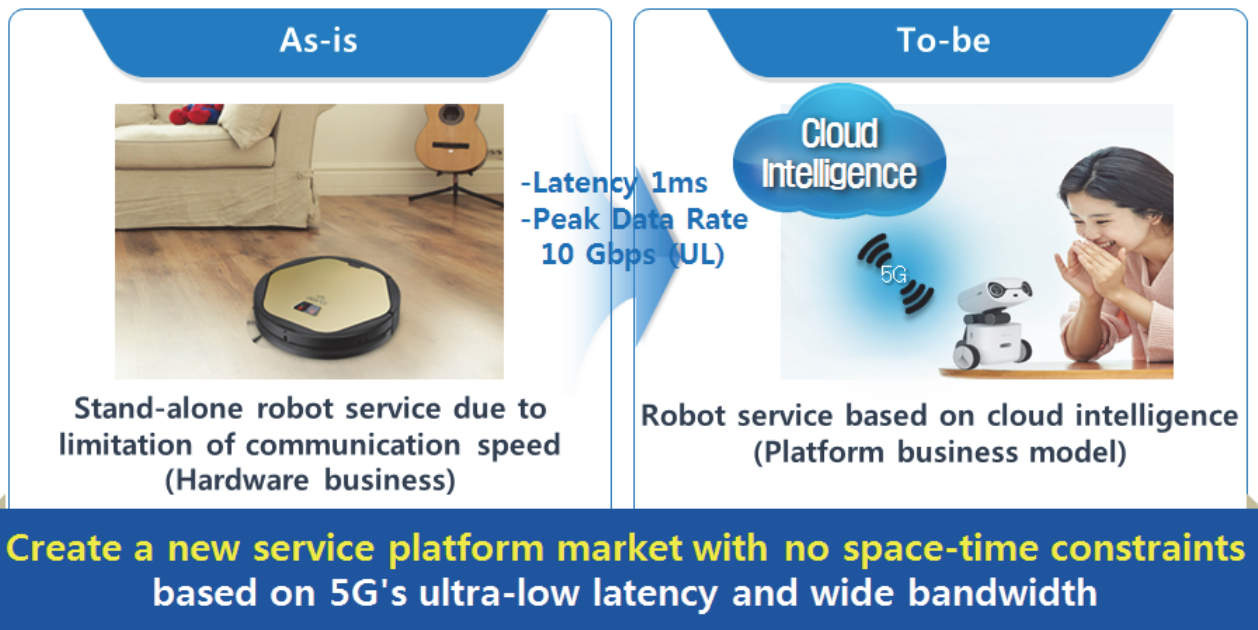 As-is
To-be
-Latency 1ms
-Peak Data Rate
10 Gbps (UL)
Cloud
Intelligence
5G
Stand-alone robot service due to
limitation of communication speed
(Hardware business)
Robot service based on cloud intelligence
(Platform business model)
Create a new service platform market with no space-time constraints
based on 5G's ultra-low latency and wide bandwidth